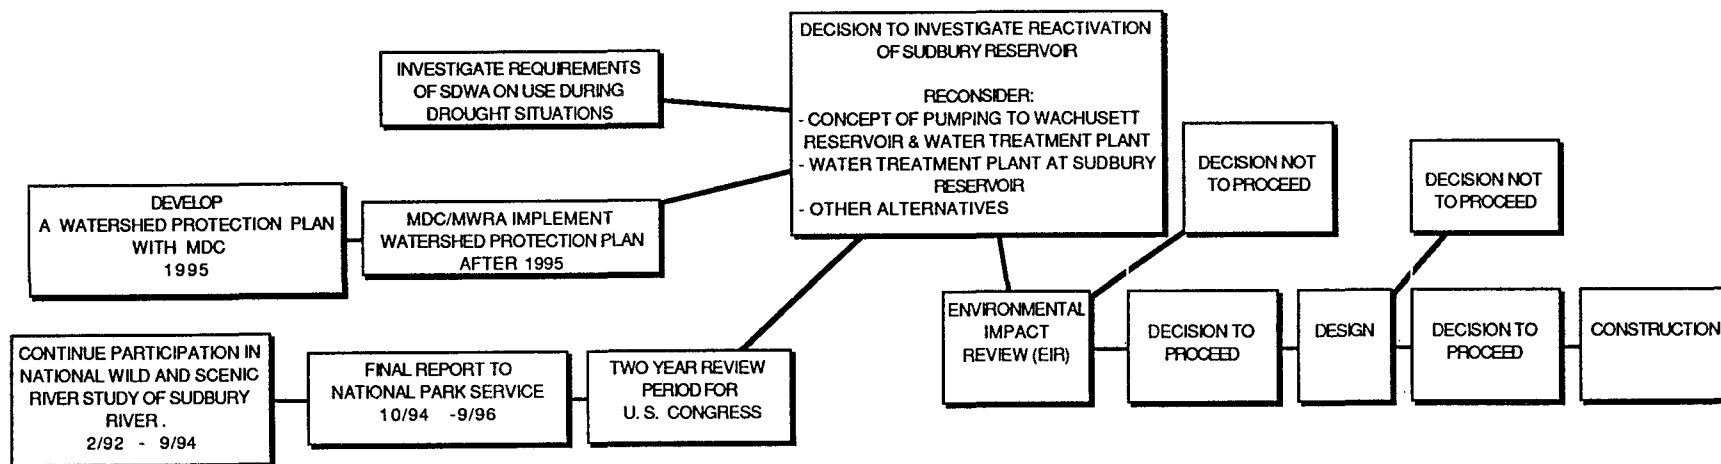 INVESTIGATE REQUIREMENTS
OF SDWA ON USE DURING
DROUGHT SITUATIONS
DECISION TO INVESTIGATE REACTIVATION
OF SUDBURY RESERVOIR
RECONSIDER:
- CONCEPT OF PUMPING TO WACHUSETT
RESERVOIR & WATER TREATMENT PLANT
- WATER TREATMENT PLANT AT SUDBURY
RESERVOIR
- OTHER ALTERNATIVES
DECISION NOT
TO PROCEED
DECISION NOT
TO PROCEED
DEVELOP
A WATERSHED PROTECTION PLAN
WITH MDC
1995
MDC/MWRA IMPLEMENT
WATERSHED PROTECTION PLAN
AFTER 1995
CONTINUE PARTICIPATION IN
NATIONAL WILD AND SCENIC
RIVER STUDY OF SUDBURY
RIVER .
2/92 - 9/94
FINAL REPORT TO
NATIONAL PARK SERVICE
10/94 -9/96
TWO YEAR REVIEW
PERIOD FOR
U. S. CONGRESS
ENVIRONMENTAL
IMPACT
REVIEW (EIR)
DECISION TO
PROCEED
DESIGN
DECISION TO
PROCEED
CONSTRUCTION